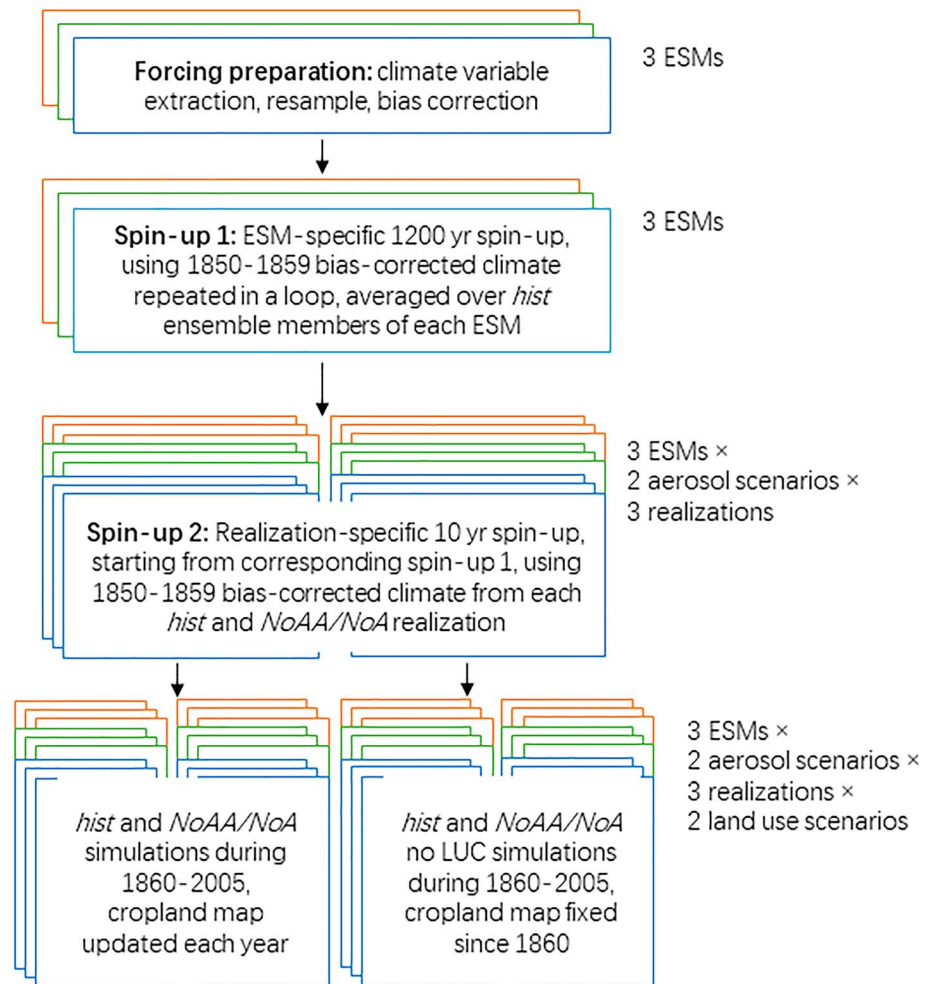 Forcing preparation: climate variable
extraction, resample, bias correction
3 ESMs
Spin-up 1: ESM-specific 1200 yr spin-up,
using 1850-1859 bias-corrected climate
repeated in a loop, averaged over hist
ensemble members of each ESM
3 ESMs
Spin-up 2: Realization-specific 10 yr spin-up,
starting from corresponding spin-up 1, using
1850-1859 bias-corrected climate from each
hist and NoAA/NoA realization
3 ESMs ×
2 aerosol scenarios ×
3 realizations
hist and NoAA/NoA
simulations during
1860-2005,
cropland map
updated each year
hist and NoAA/NoA
no LUC simulations
during 1860-2005,
cropland map fixed
since 1860
3 ESMs ×
2 aerosol scenarios ×
3 realizations ×
2 land use scenarios